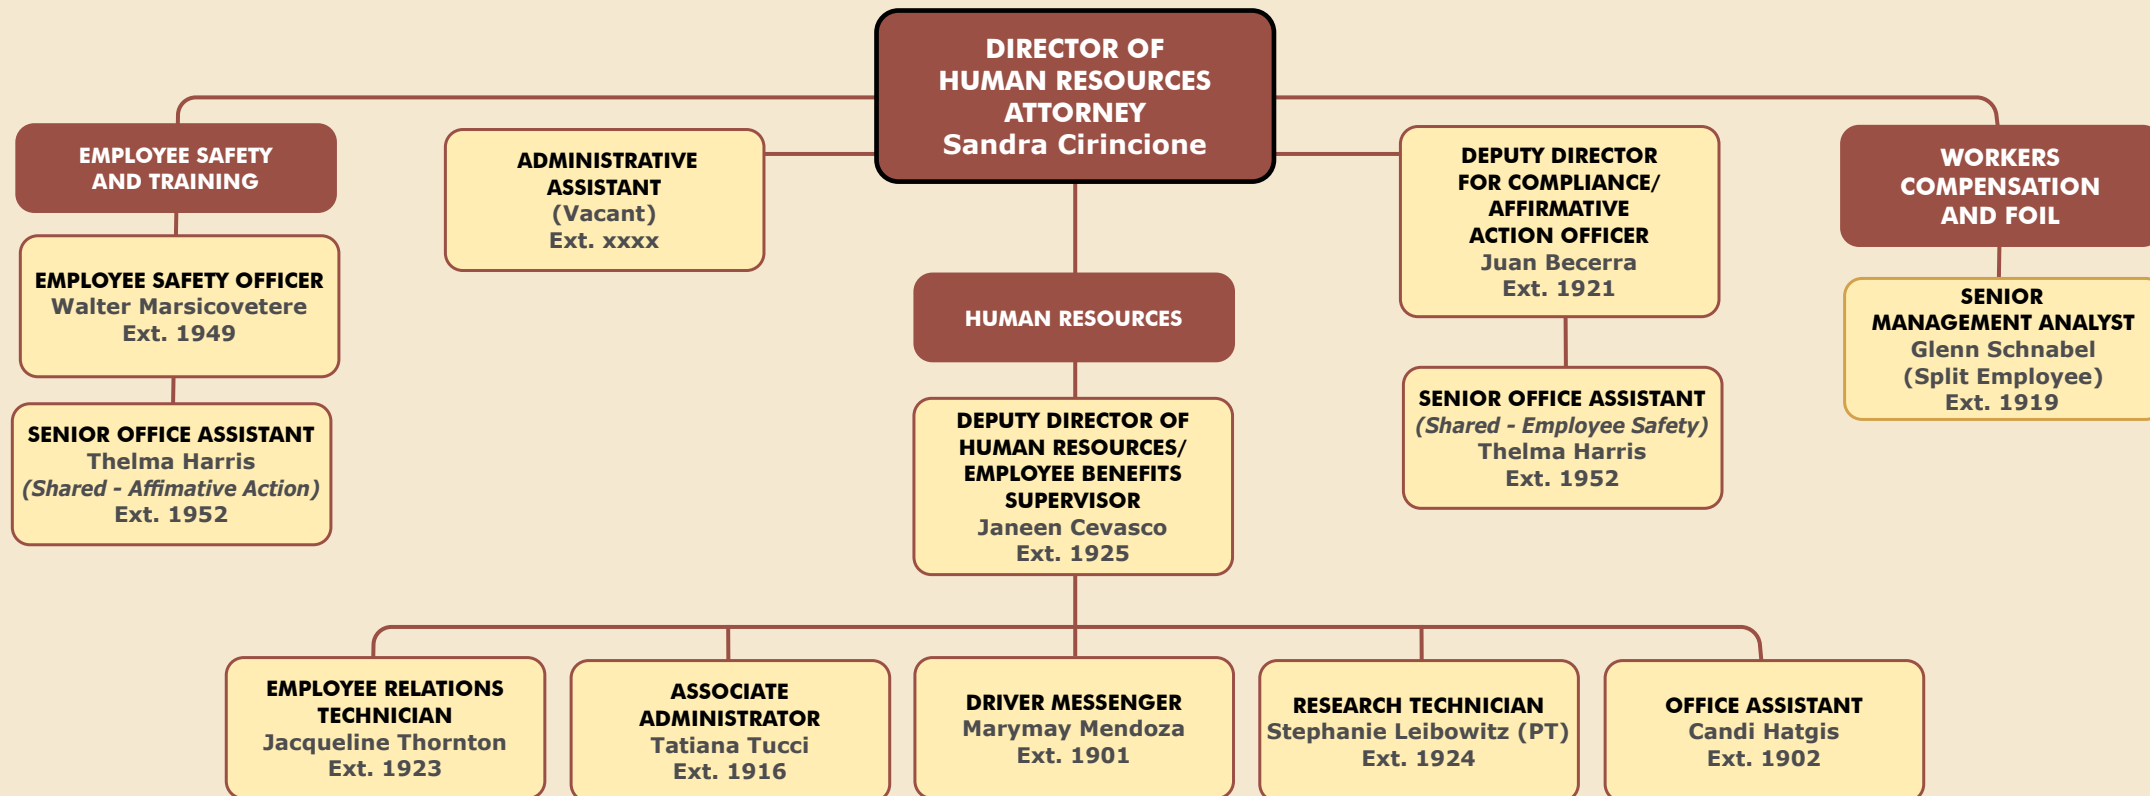 DIRECTOR OF
HUMAN RESOURCES
ATTORNEY
Sandra Cirincione
EMPLOYEE SAFETY
AND TRAINING
EMPLOYEE SAFETY OFFICER
Walter Marsicovetere
Ext. 1949
SENIOR OFFICE ASSISTANT
Thelma Harris
(Shared - Affimative Action)
Ext. 1952
ADMINISTRATIVE
ASSISTANT
(Vacant)
Ext. xxxx
HUMAN RESOURCES
DEPUTY DIRECTOR OF
HUMAN RESOURCES/
EMPLOYEE BENEFITS
SUPERVISOR
Janeen Cevasco
Ext. 1925
DEPUTY DIRECTOR
FOR COMPLIANCE/
AFFIRMATIVE
ACTION OFFICER
Juan Becerra
Ext. 1921
SENIOR OFFICE ASSISTANT
(Shared - Employee Safety)
Thelma Harris
Ext. 1952
WORKERS
COMPENSATION
AND FOIL
SENIOR
MANAGEMENT ANALYST
Glenn Schnabel
(Split Employee)
Ext. 1919
EMPLOYEE RELATIONS
TECHNICIAN
Jacqueline Thornton
Ext. 1923
ASSOCIATE
ADMINISTRATOR
Tatiana Tucci
Ext. 1916
DRIVER MESSENGER
Marymay Mendoza
Ext. 1901
RESEARCH TECHNICIAN
Stephanie Leibowitz (PT)
Ext. 1924
OFFICE ASSISTANT
Candi Hatgis
Ext. 1902